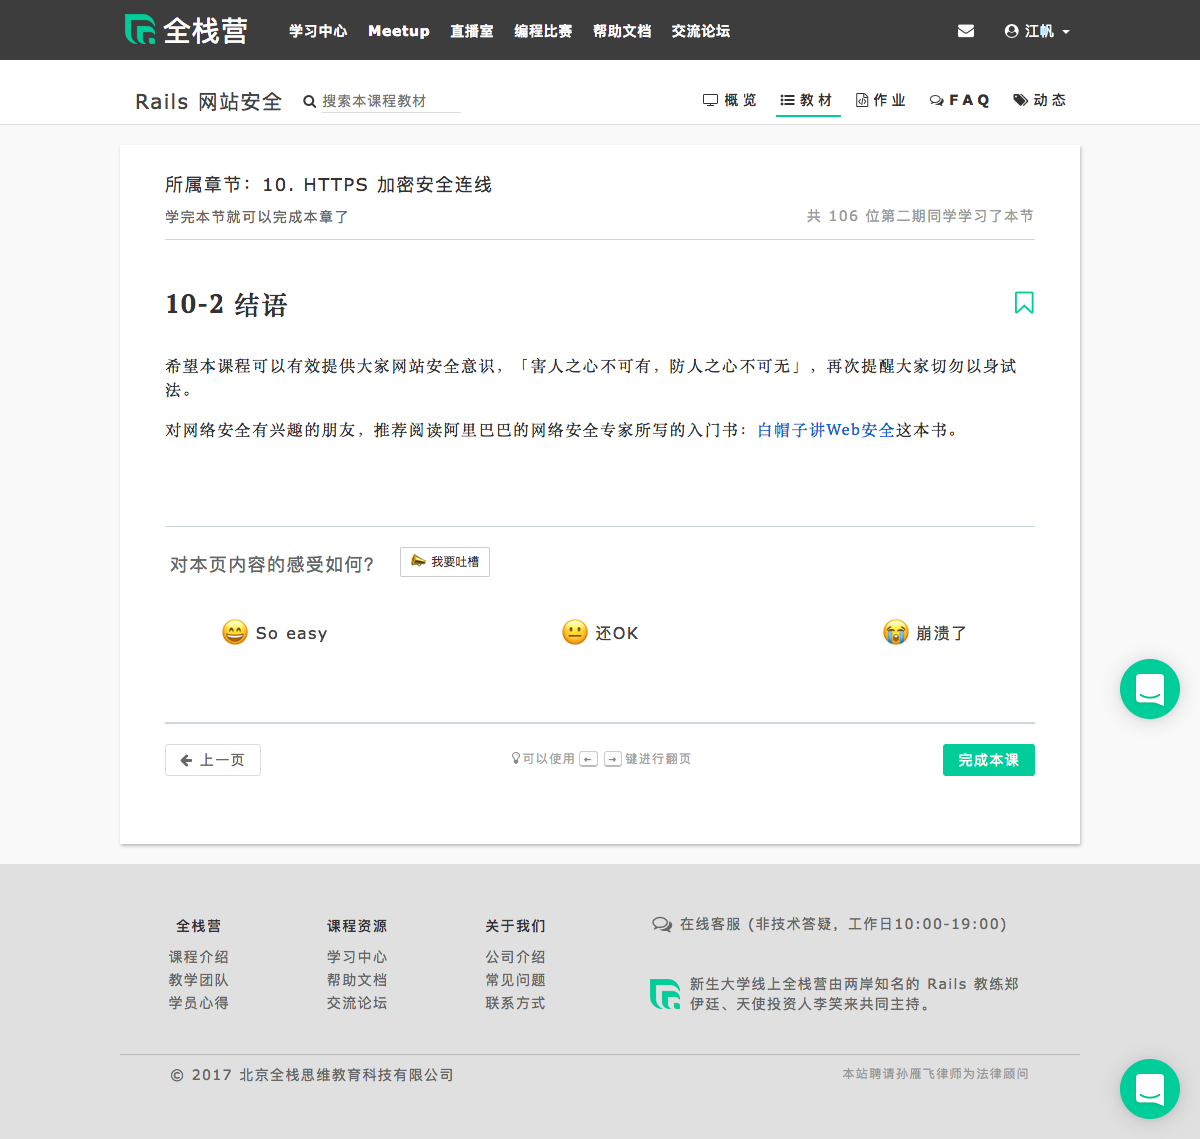 全栈营
学习中心 Meetup 直播室 编程比赛 帮助文档 交流论坛
江帆
Rails 网站安全
搜索本课程教材
概览 教材 作业 FAQ 动态
所属章节：10. HTTPS 加密安全连线
学完本节就可以完成本章了
共 106 位第二期同学学习了本节
10-2 结语
希望本课程可以有效提供大家网站安全意识，「害人之心不可有，防人之心不可无」，再次提醒大家切勿以身试
法。
对网络安全有兴趣的朋友，推荐阅读阿里巴巴的网络安全专家所写的入门书：白帽子讲Web安全这本书。
对本页内容的感受如何?
我要吐槽
So easy
还OK
崩溃了
上一页
可以使用 ← → 键进行翻页
完成本课
全栈营
课程介绍
教学团队
学员心得
课程资源
学习中心
帮助文档
交流论坛
关于我们
公司介绍
常见问题
联系方式
在线客服 (非技术答疑，工作日10:00-19:00)
新生大学线上全栈营由两岸知名的 Rails 教练郑
伊廷、天使投资人李笑来共同主持。
© 2017 北京全栈思维教育科技有限公司
本站聘请孙雁飞律师为法律顾问